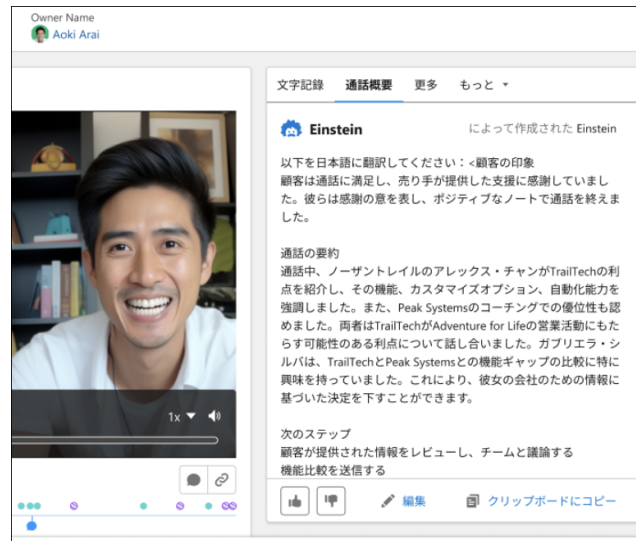 Owner Name
Aoki Arai
文字記錄 通話概要 更多 もっと
Einstein によって作成された Einstein
以下を日本語に翻訳してください：<顧客の印象
顧客は通話に満足し、売り手が提供した支援に感謝していまし
た。彼らは感謝の意を表し、ポジティブなノートで通話を終えま
した。
通話の要約
通話中、ノーザントレイルのアレックス・チャンがTrailTechの利
点を紹介し、その機能、カスタマイズオプション、自動化能力を
強調しました。また、Peak Systemsのコーチングでの優位性も認
めました。両者はTrailTechがAdventure for Lifeの営業活動にもた
らす可能性のある利点について話し合いました。ガブリエラ・シ
ルバは、TrailTechとPeak Systemsとの機能ギャップの比較に特に
興味を持っていました。これにより、彼女の会社のための情報に
基づいた決定を下すことができます。
次のステップ
顧客が提供された情報をレビューし、チームと議論する
機能比較を送信する
1x
編集 クリップボードにコピー